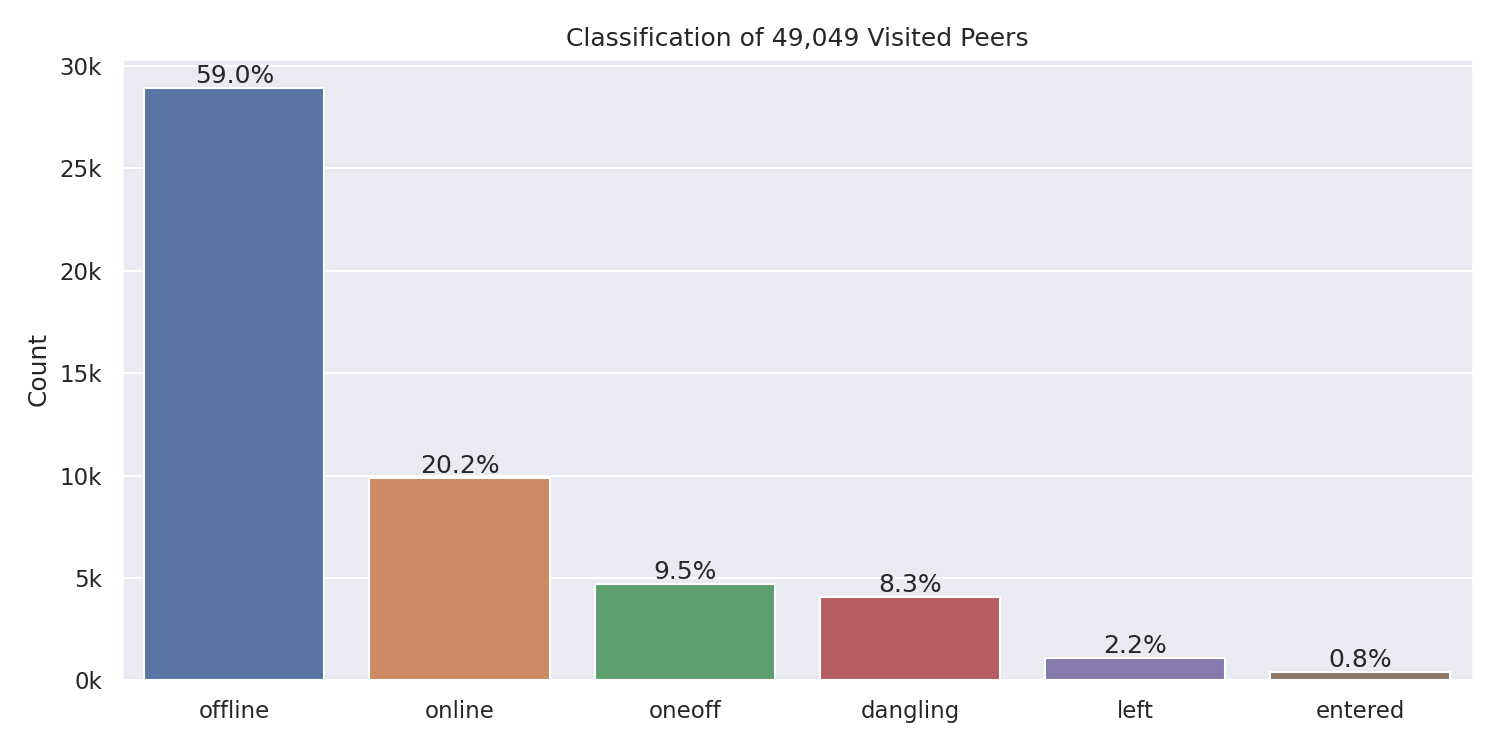 Classification of 49,049 Visited Peers
30k
25k
20k
15k
10k
5k
0k
Count
59.0%
20.2%
9.5%
8.3%
2.2%
0.8%
offline
online
oneoff
dangling
left
entered